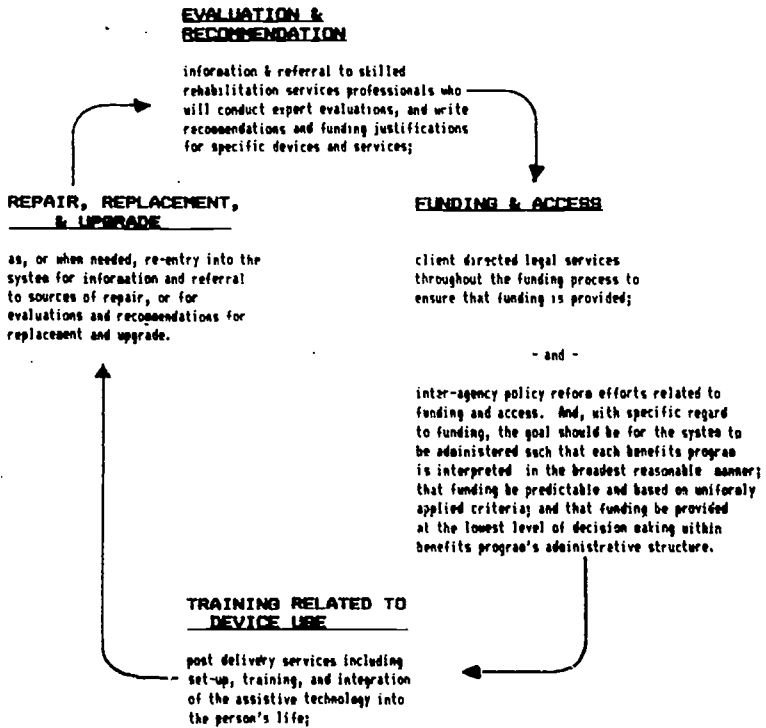 EVALUATION &
RECOMMENDATION
information & referral to skilled
rehabilitation services professionals who
will conduct expert evaluations, and write
recommendations and funding justifications
for specific devices and services;
REPAIR, REPLACEMENT,
& UPGRADE
as, or when needed, re-entry into the
system for information and referral
to sources of repair, or for
evaluations and recommendations for
replacement and upgrade.
FUNDING & ACCESS
client directed legal services
throughout the funding process to
ensure that funding is provided;
- and -
inter-agency policy reform efforts related to
funding and access. And, with specific regard
to funding, the goal should be for the system to
be administered such that each benefits program
is interpreted in the broadest reasonable manner;
that funding be predictable and based on uniformly
applied criteria; and that funding be provided
at the lowest level of decision making within
benefits program's administrative structure.
TRAINING RELATED TO
DEVICE USE
post delivery services including
set-up, training, and integration
of the assistive technology into
the person's life;